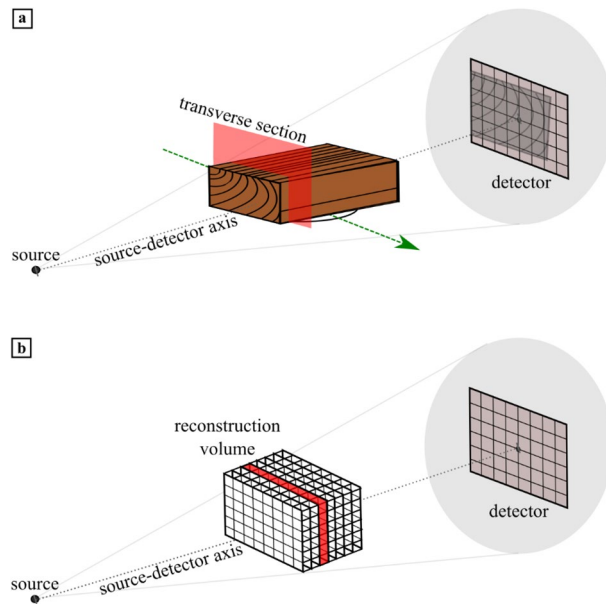 a
transverse section
detector
source-detector axis
source
b
reconstruction
volume
detector
source-detector axis
source